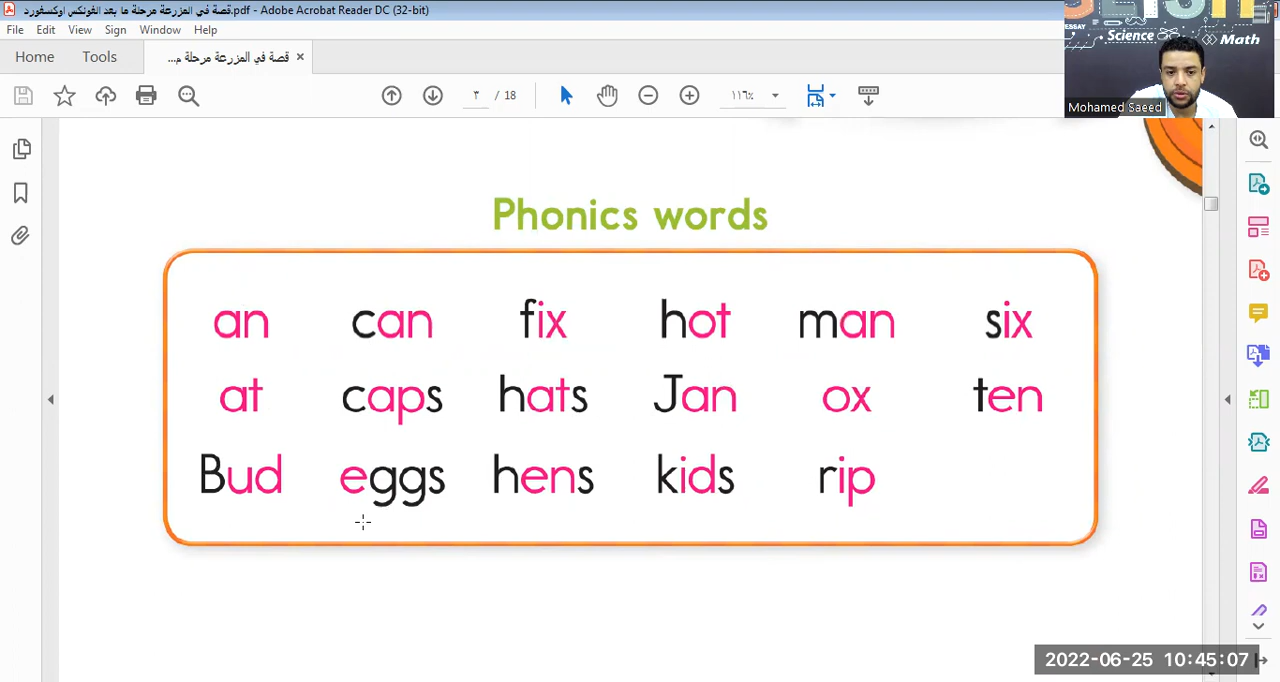 قصة في المزرعة مرحلة ما بعد الفونكس اوكسفورد.pdf - Adobe Acrobat Reader DC (32-bit)
File Edit View Sign Window Help
Home Tools قصة في المزرعة مرحلة م...
٣ / 18 ١١٦٪
ESSAY
Science
Math
Mohamed Saeed
Phonics words
an can fix hot man six
at caps hats Jan ox ten
Bud eggs hens kids rip
2022-06-25 10:45:07